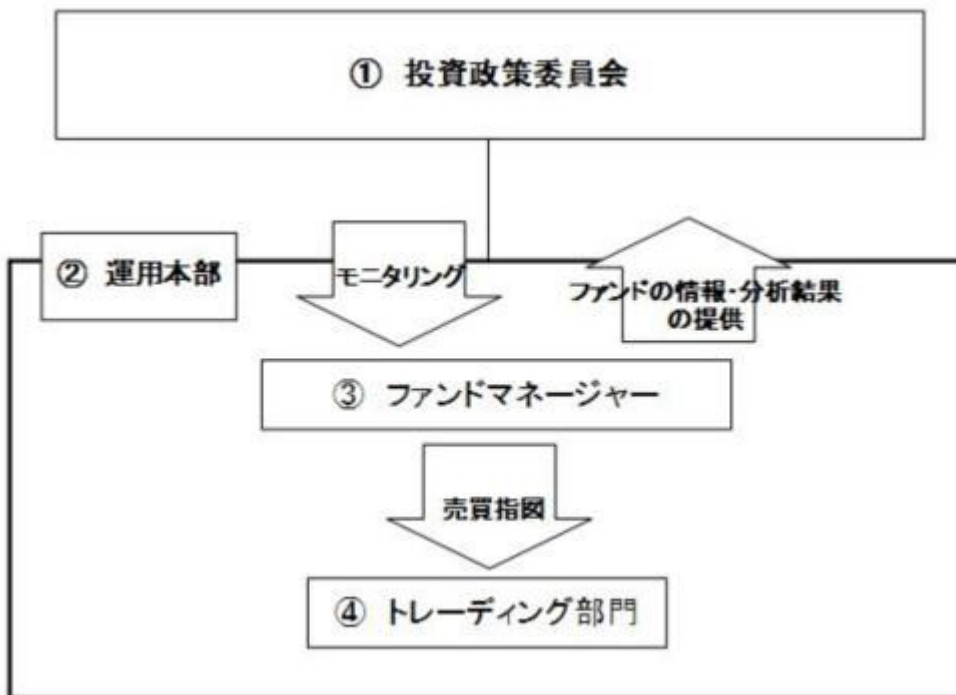 ① 投資政策委員会
② 運用本部
モニタリング
ファンドの情報・分析結果
の提供
③ ファンドマネージャー
売買指図
④ トレーディング部門